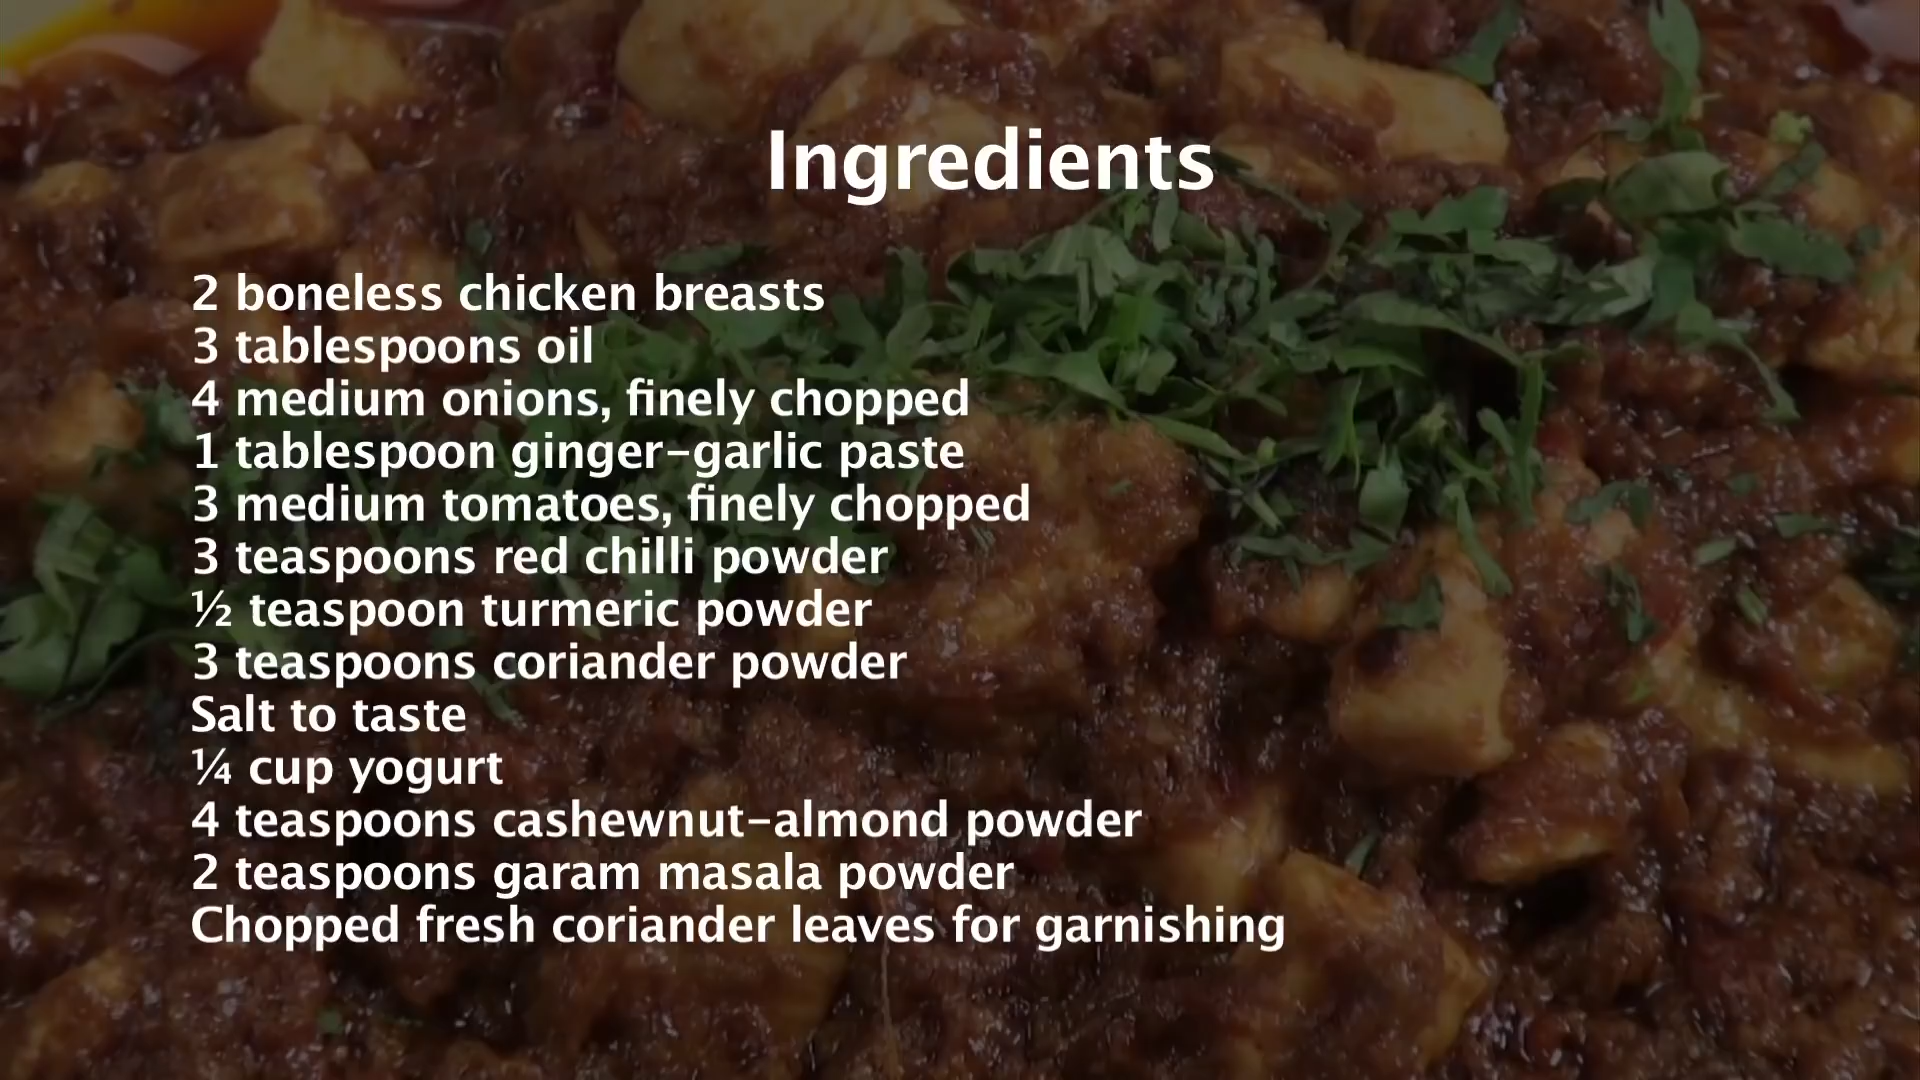 Ingredients
2 boneless chicken breasts
3 tablespoons oil
4 medium onions, finely chopped
1 tablespoon ginger-garlic paste
3 medium tomatoes, finely chopped
3 teaspoons red chilli powder
½ teaspoon turmeric powder
3 teaspoons coriander powder
Salt to taste
¼ cup yogurt
4 teaspoons cashewnut-almond powder
2 teaspoons garam masala powder
Chopped fresh coriander leaves for garnishing